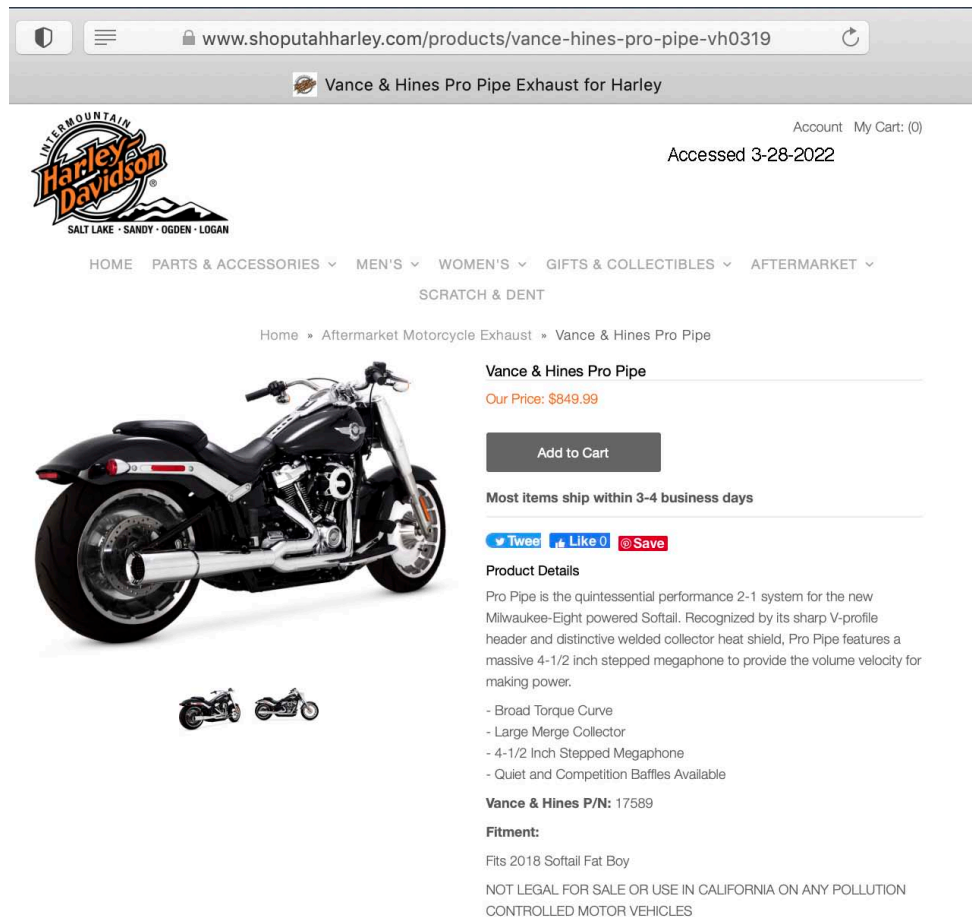 www.shoputahharley.com/products/vance-hines-pro-pipe-vh0319
Vance & Hines Pro Pipe Exhaust for Harley
INTERMOUNTAIN
Harley-
Davidson
®
SALT LAKE · SANDY · OGDEN · LOGAN
Account My Cart: (0)
Accessed 3-28-2022
HOME PARTS & ACCESSORIES MEN'S WOMEN'S GIFTS & COLLECTIBLES AFTERMARKET
SCRATCH & DENT
Home » Aftermarket Motorcycle Exhaust » Vance & Hines Pro Pipe
Vance & Hines Pro Pipe
Our Price: $849.99
Add to Cart
Most items ship within 3-4 business days
Tweet Like 0 Save
Product Details
Pro Pipe is the quintessential performance 2-1 system for the new
Milwaukee-Eight powered Softail. Recognized by its sharp V-profile
header and distinctive welded collector heat shield, Pro Pipe features a
massive 4-1/2 inch stepped megaphone to provide the volume velocity for
making power.
- Broad Torque Curve
- Large Merge Collector
- 4-1/2 Inch Stepped Megaphone
- Quiet and Competition Baffles Available
Vance & Hines P/N: 17589
Fitment:
Fits 2018 Softail Fat Boy
NOT LEGAL FOR SALE OR USE IN CALIFORNIA ON ANY POLLUTION
CONTROLLED MOTOR VEHICLES